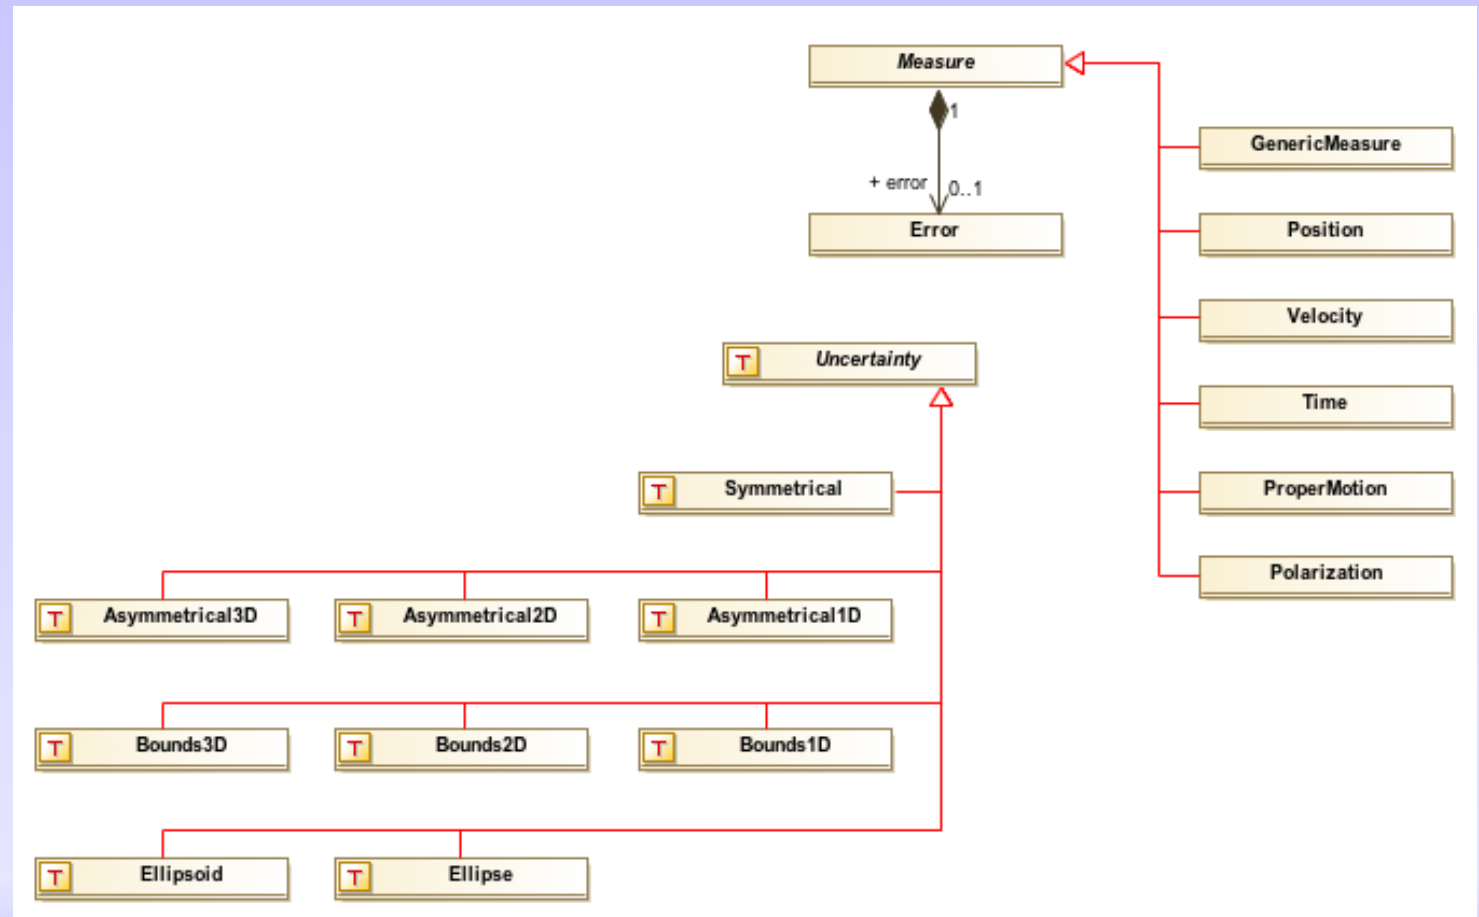 Measure
1
GenericMeasure
+ error
0..1
Position
Error
Velocity
T Uncertainty
Time
T Symmetrical
ProperMotion
Polarization
T Asymmetrical3D
T Asymmetrical2D
T Asymmetrical1D
T Bounds3D
T Bounds2D
T Bounds1D
T Ellipsoid
T Ellipse